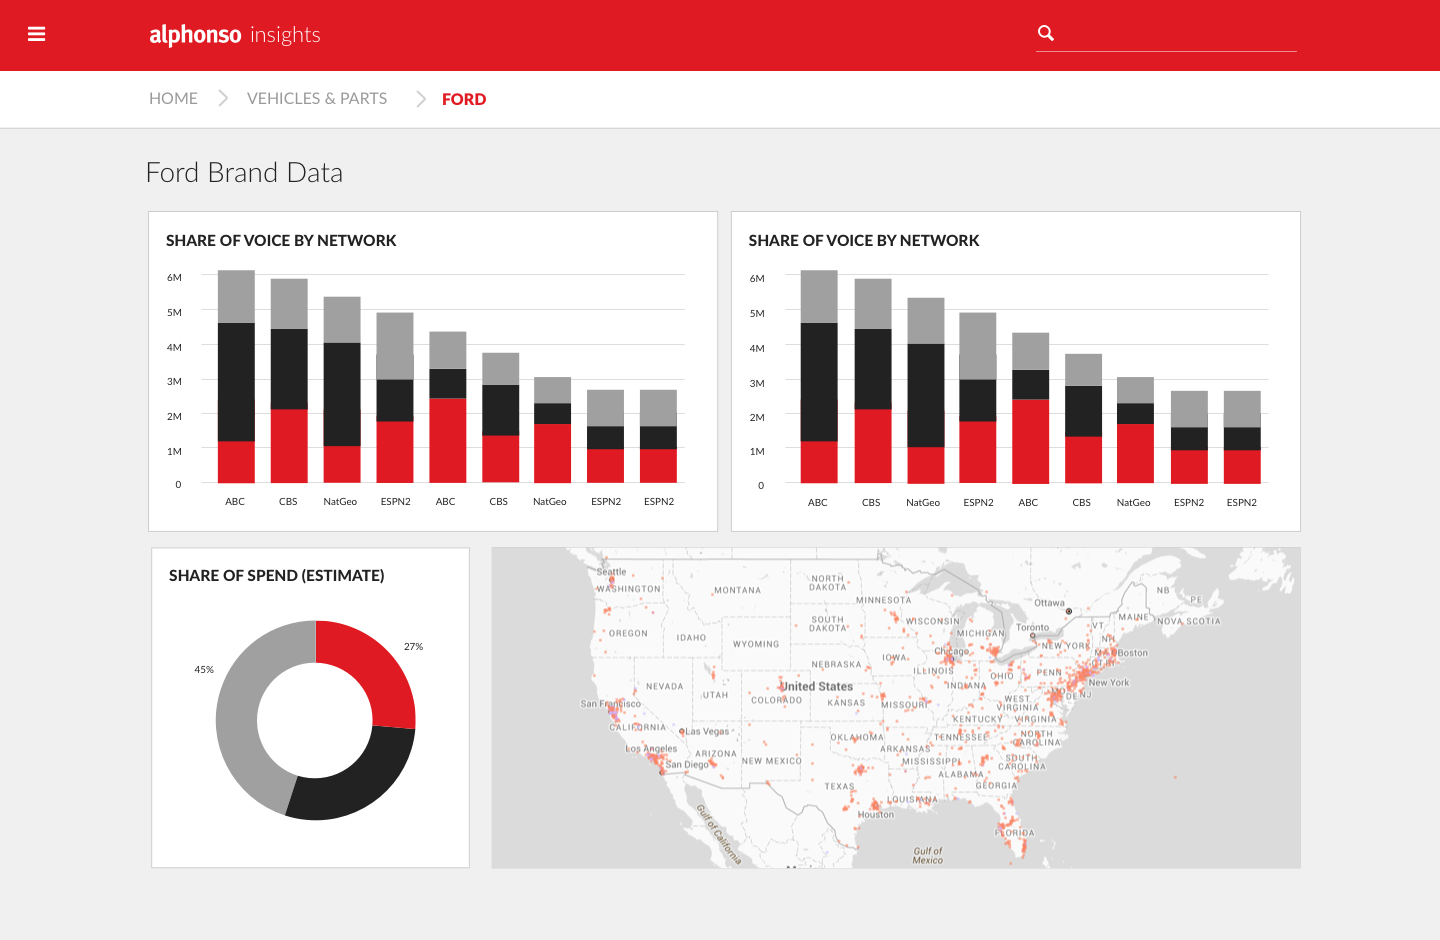 alphonso insights
HOME
VEHICLES & PARTS
FORD
Ford Brand Data
SHARE OF VOICE BY NETWORK
6M
5M
4M
3M
2M
1M
0
ABC CBS NatGeo ESPN2 ABC CBS NatGeo ESPN2 ESPN2
SHARE OF VOICE BY NETWORK
6M
5M
4M
3M
2M
1M
0
ABC CBS NatGeo ESPN2 ABC CBS NatGeo ESPN2 ESPN2
SHARE OF SPEND (ESTIMATE)
27%
45%
Seattle
WASHINGTON
MONTANA
NORTH
DAKOTA
MINNESOTA
OREGON
IDAHO
WYOMING
SOUTH
DAKOTA
WISCONSIN
MICHIGAN
Ottawa
Toronto
NB
PE
MAINE
NOVA SCOTIA
VT
NH
NEW YORK
Boston
Chicago
IOWA
NEBRASKA
ILLINOIS
INDIANA
OHIO
PENN
New York
NEVADA
UTAH
COLORADO
United States
KANSAS
MISSOURI
WEST
VIRGINIA
KENTUCKY
VIRGINIA
DE NJ
San Francisco
CALIFORNIA
Las Vegas
Los Angeles
San Diego
ARIZONA
NEW MEXICO
OKLAHOMA
ARKANSAS
TENNESSEE
NORTH
CAROLINA
SOUTH
CAROLINA
MISSISSIPPI
ALABAMA
GEORGIA
TEXAS
LOUISIANA
Houston
FLORIDA
Gulf of California
Gulf of
Mexico